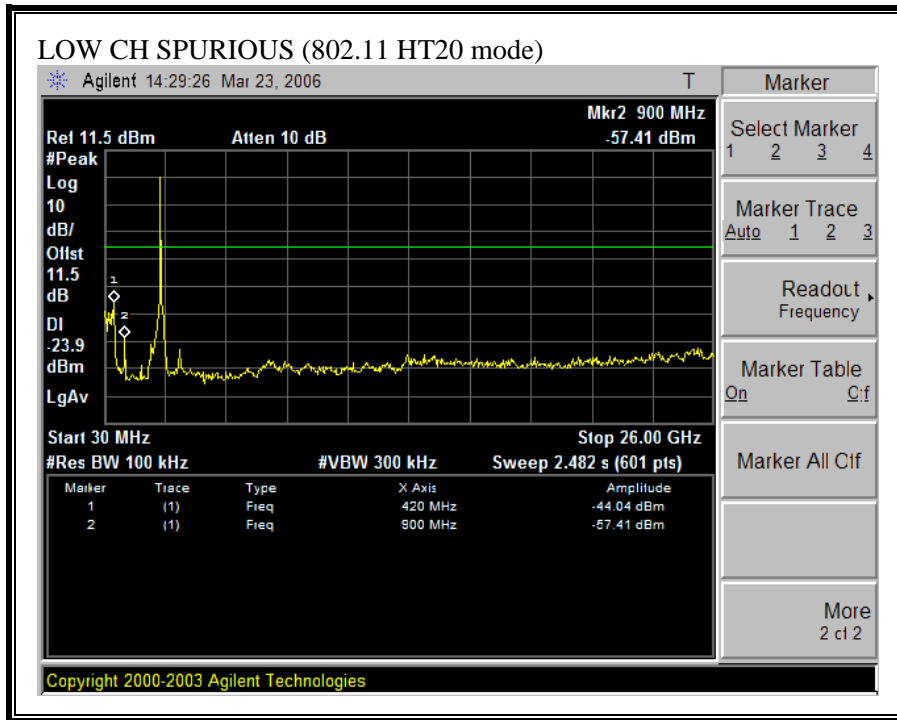 LOW CH SPURIOUS (802.11 HT20 mode)
Agilent 14:29:26 Mar 23, 2006 T
Mkr2 900 MHz
Ref 11.5 dBm Atten 10 dB -57.41 dBm
#Peak
Log
10
dB/
Offst
11.5
dB
DI
-23.9
dBm
LgAv
1
2
Start 30 MHz Stop 26.00 GHz
#Res BW 100 kHz #VBW 300 kHz Sweep 2.482 s (601 pts)
Marker Trace Type X Axis Amplitude
1 (1) Freq 420 MHz -44.04 dBm
2 (1) Freq 900 MHz -57.41 dBm
Copyright 2000-2003 Agilent Technologies
Marker
Select Marker
1 2 3 4
Marker Trace
Auto 1 2 3
Readout
Frequency
Marker Table
On Off
Marker All Off
More
2 of 2